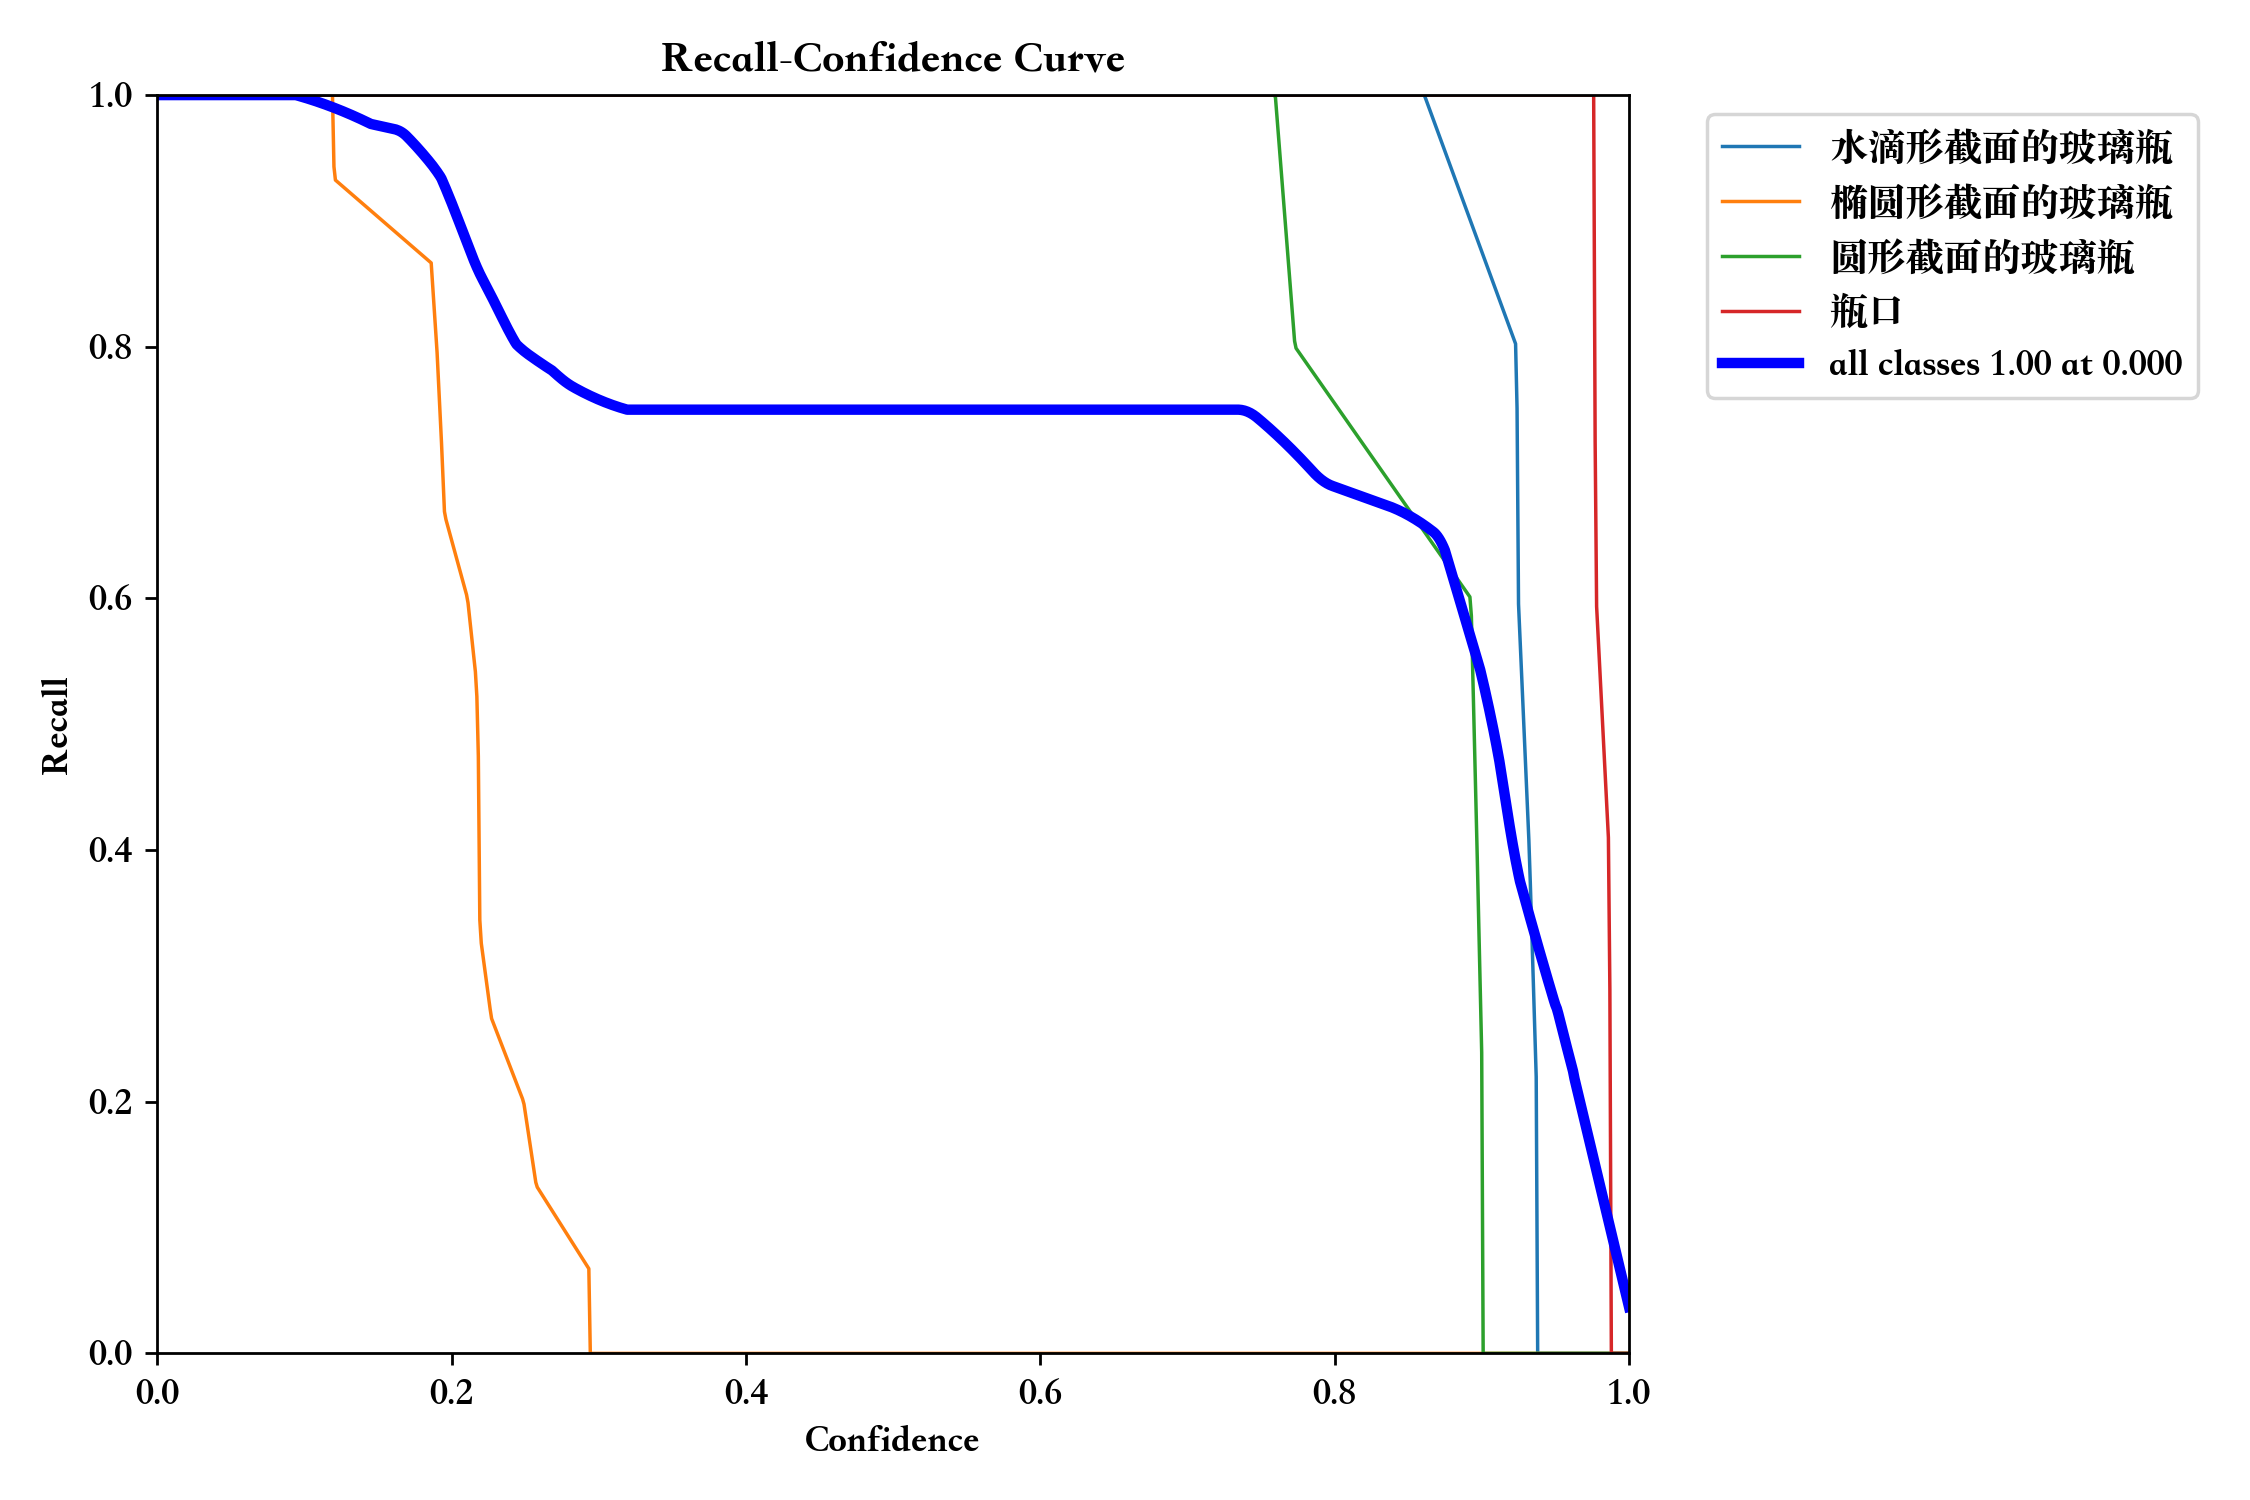 Recall-Confidence Curve
1.0
0.8
0.6
0.4
0.2
0.0
Recall
0.0 0.2 0.4 0.6 0.8 1.0
Confidence
水滴形截面的玻璃瓶
椭圆形截面的玻璃瓶
圆形截面的玻璃瓶
瓶口
all classes 1.00 at 0.000